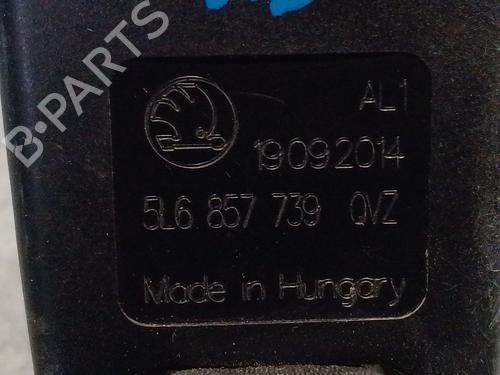 B-PARTS
AL1
19092014
5L6 857 739 QVZ
Made in Hungary